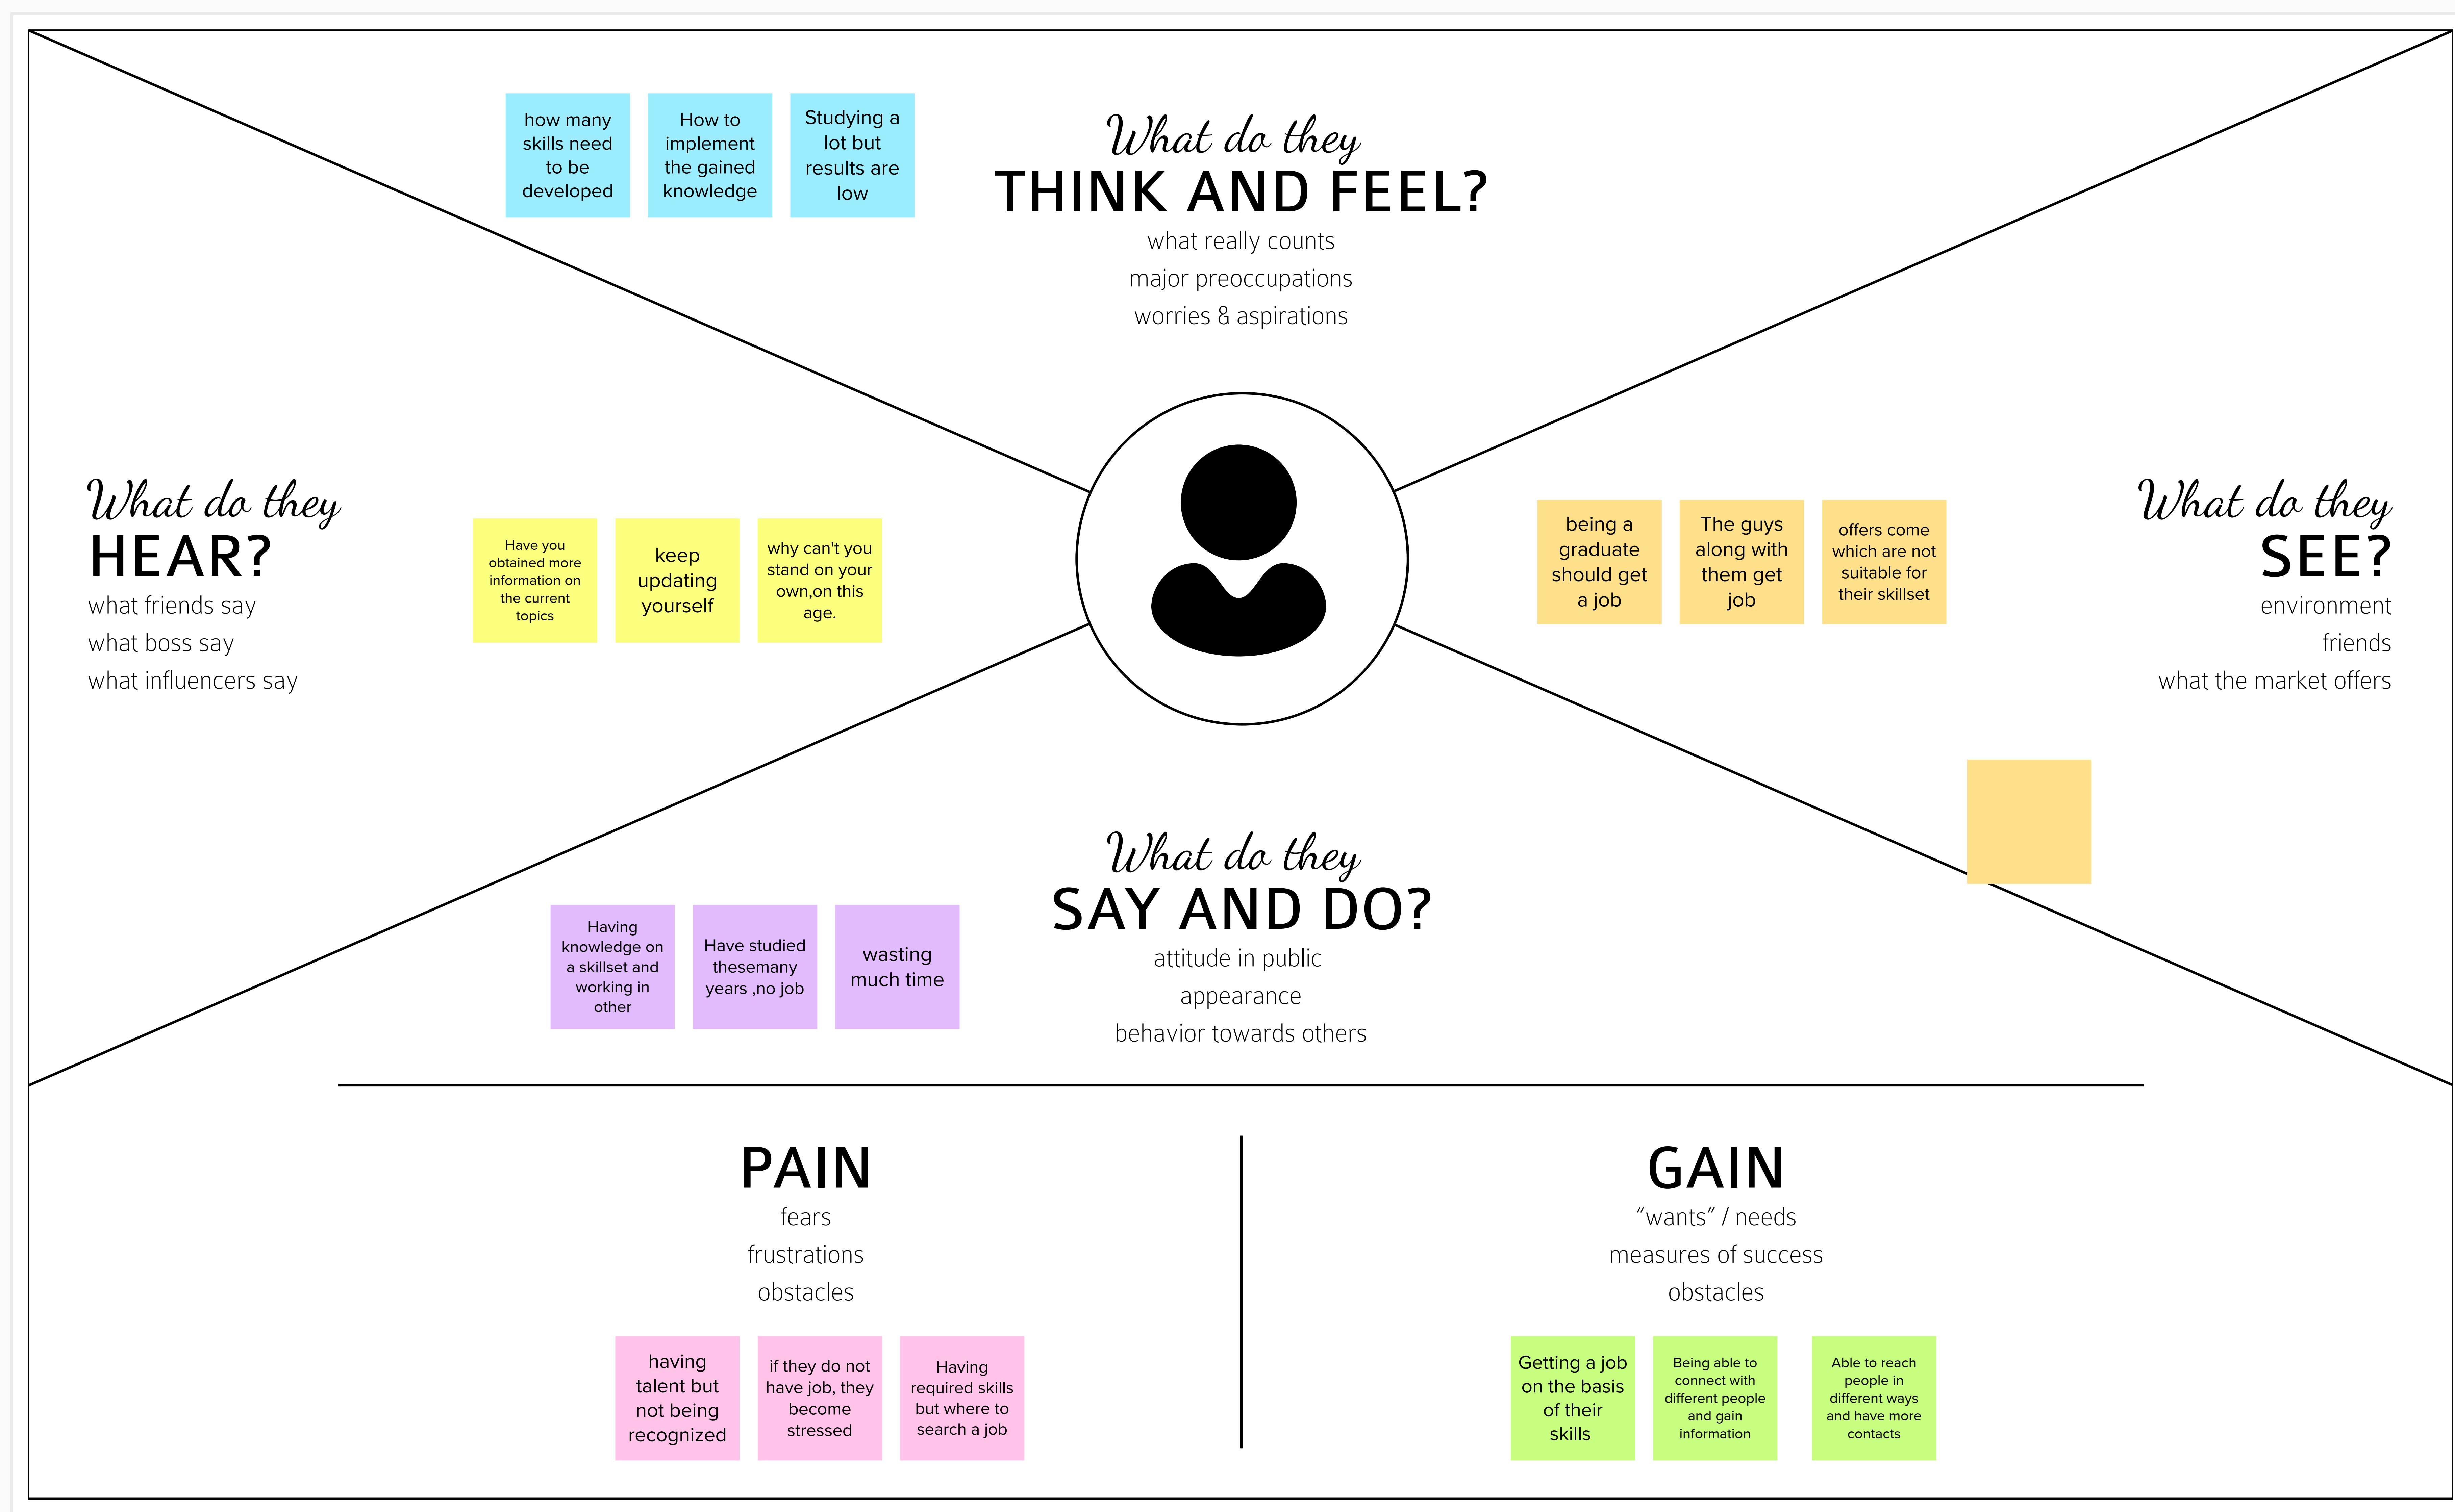 how many
skills need
to be
developed
How to
implement
the gained
knowledge
Studying a
lot but
results are
low
What do they
THINK AND FEEL?
what really counts
major preoccupations
worries & aspirations
What do they
HEAR?
what friends say
what boss say
what influencers say
Have you
obtained more
information on
the current
topics
keep
updating
yourself
why can't you
stand on your
own,on this
age.
being a
graduate
should get
a job
The guys
along with
them get
job
offers come
which are not
suitable for
their skillset
What do they
SEE?
environment
friends
what the market offers
What do they
SAY AND DO?
attitude in public
appearance
behavior towards others
Having
knowledge on
a skillset and
working in
other
Have studied
thesemany
years ,no job
wasting
much time
PAIN
fears
frustrations
obstacles
having
talent but
not being
recognized
if they do not
have job, they
become
stressed
Having
required skills
but where to
search a job
GAIN
“wants” / needs
measures of success
obstacles
Getting a job
on the basis
of their
skills
Being able to
connect with
different people
and gain
information
Able to reach
people in
different ways
and have more
contacts